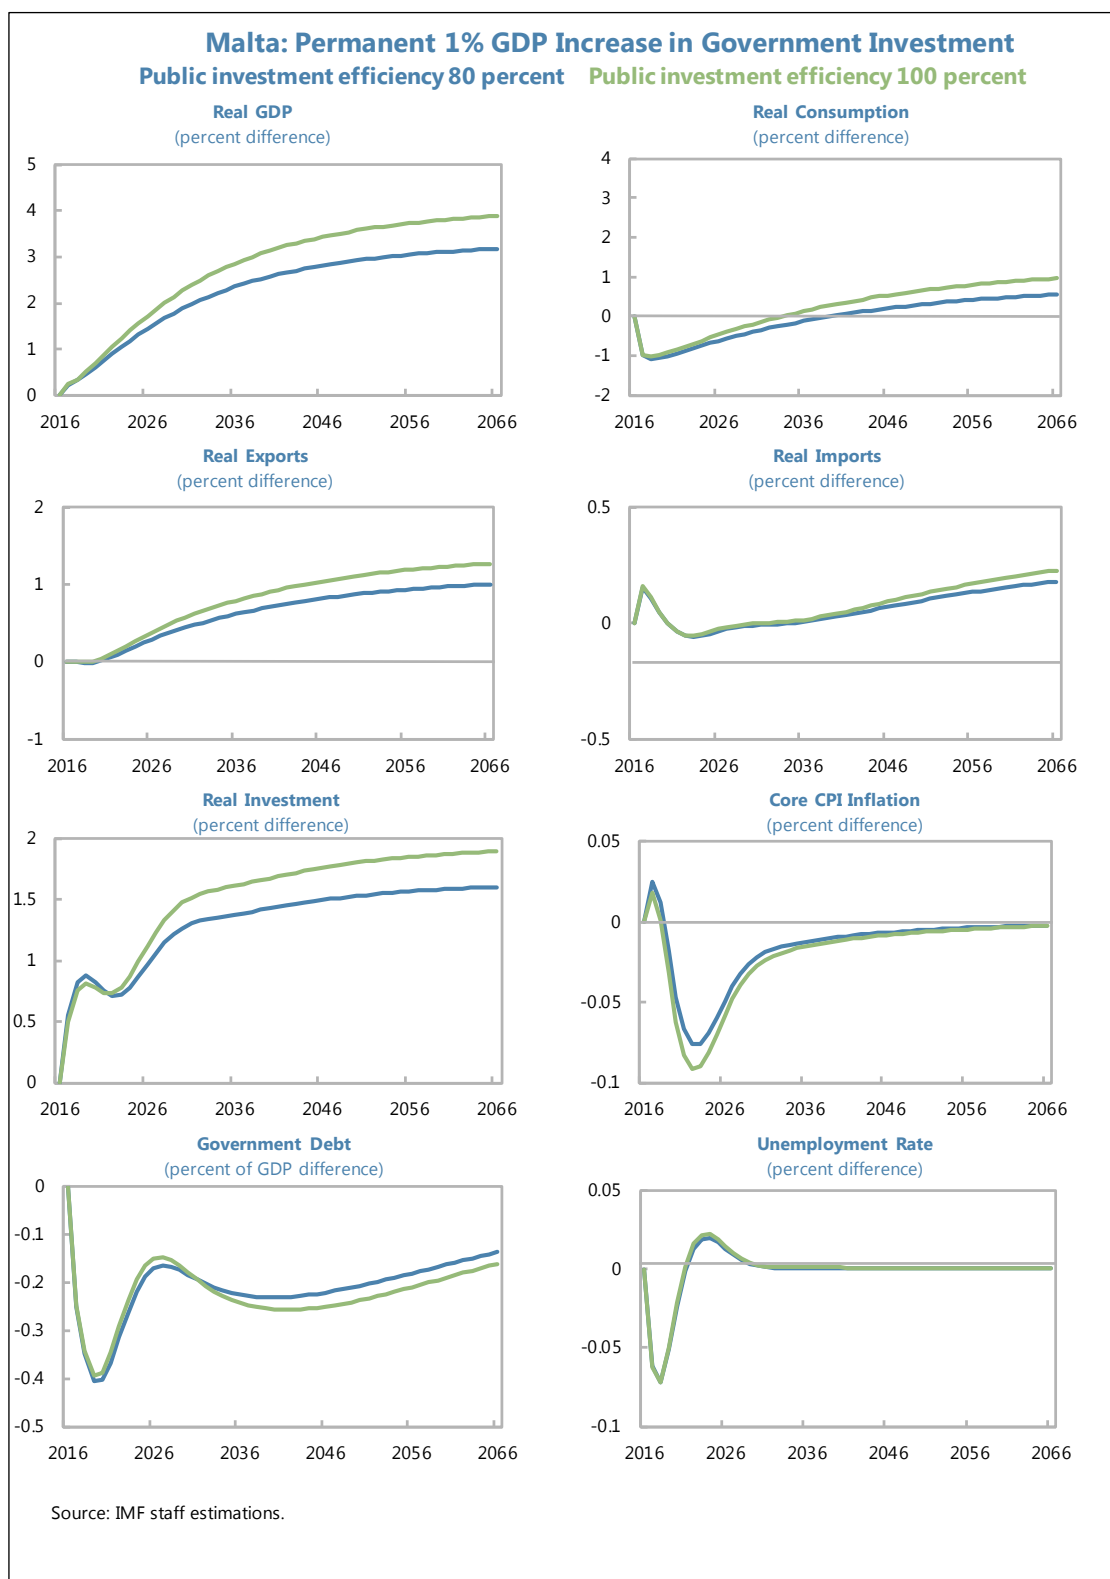 Malta: Permanent 1% GDP Increase in Government Investment
Public investment efficiency 80 percent Public investment efficiency 100 percent
Real GDP
(percent difference)
5
4
3
2
1
0
2016 2026 2036 2046 2056 2066
Real Consumption
(percent difference)
4
3
2
1
0
-1
-2
2016 2026 2036 2046 2056 2066
Real Exports
(percent difference)
2
1
0
-1
2016 2026 2036 2046 2056 2066
Real Imports
(percent difference)
0.5
0
-0.5
2016 2026 2036 2046 2056 2066
Real Investment
(percent difference)
2
1.5
1
0.5
0
2016 2026 2036 2046 2056 2066
Core CPI Inflation
(percent difference)
0.05
0
-0.05
-0.1
2016 2026 2036 2046 2056 2066
Government Debt
(percent of GDP difference)
0
-0.1
-0.2
-0.3
-0.4
-0.5
2016 2026 2036 2046 2056 2066
Unemployment Rate
(percent difference)
0.05
0
-0.05
-0.1
2016 2026 2036 2046 2056 2066
Source: IMF staff estimations.